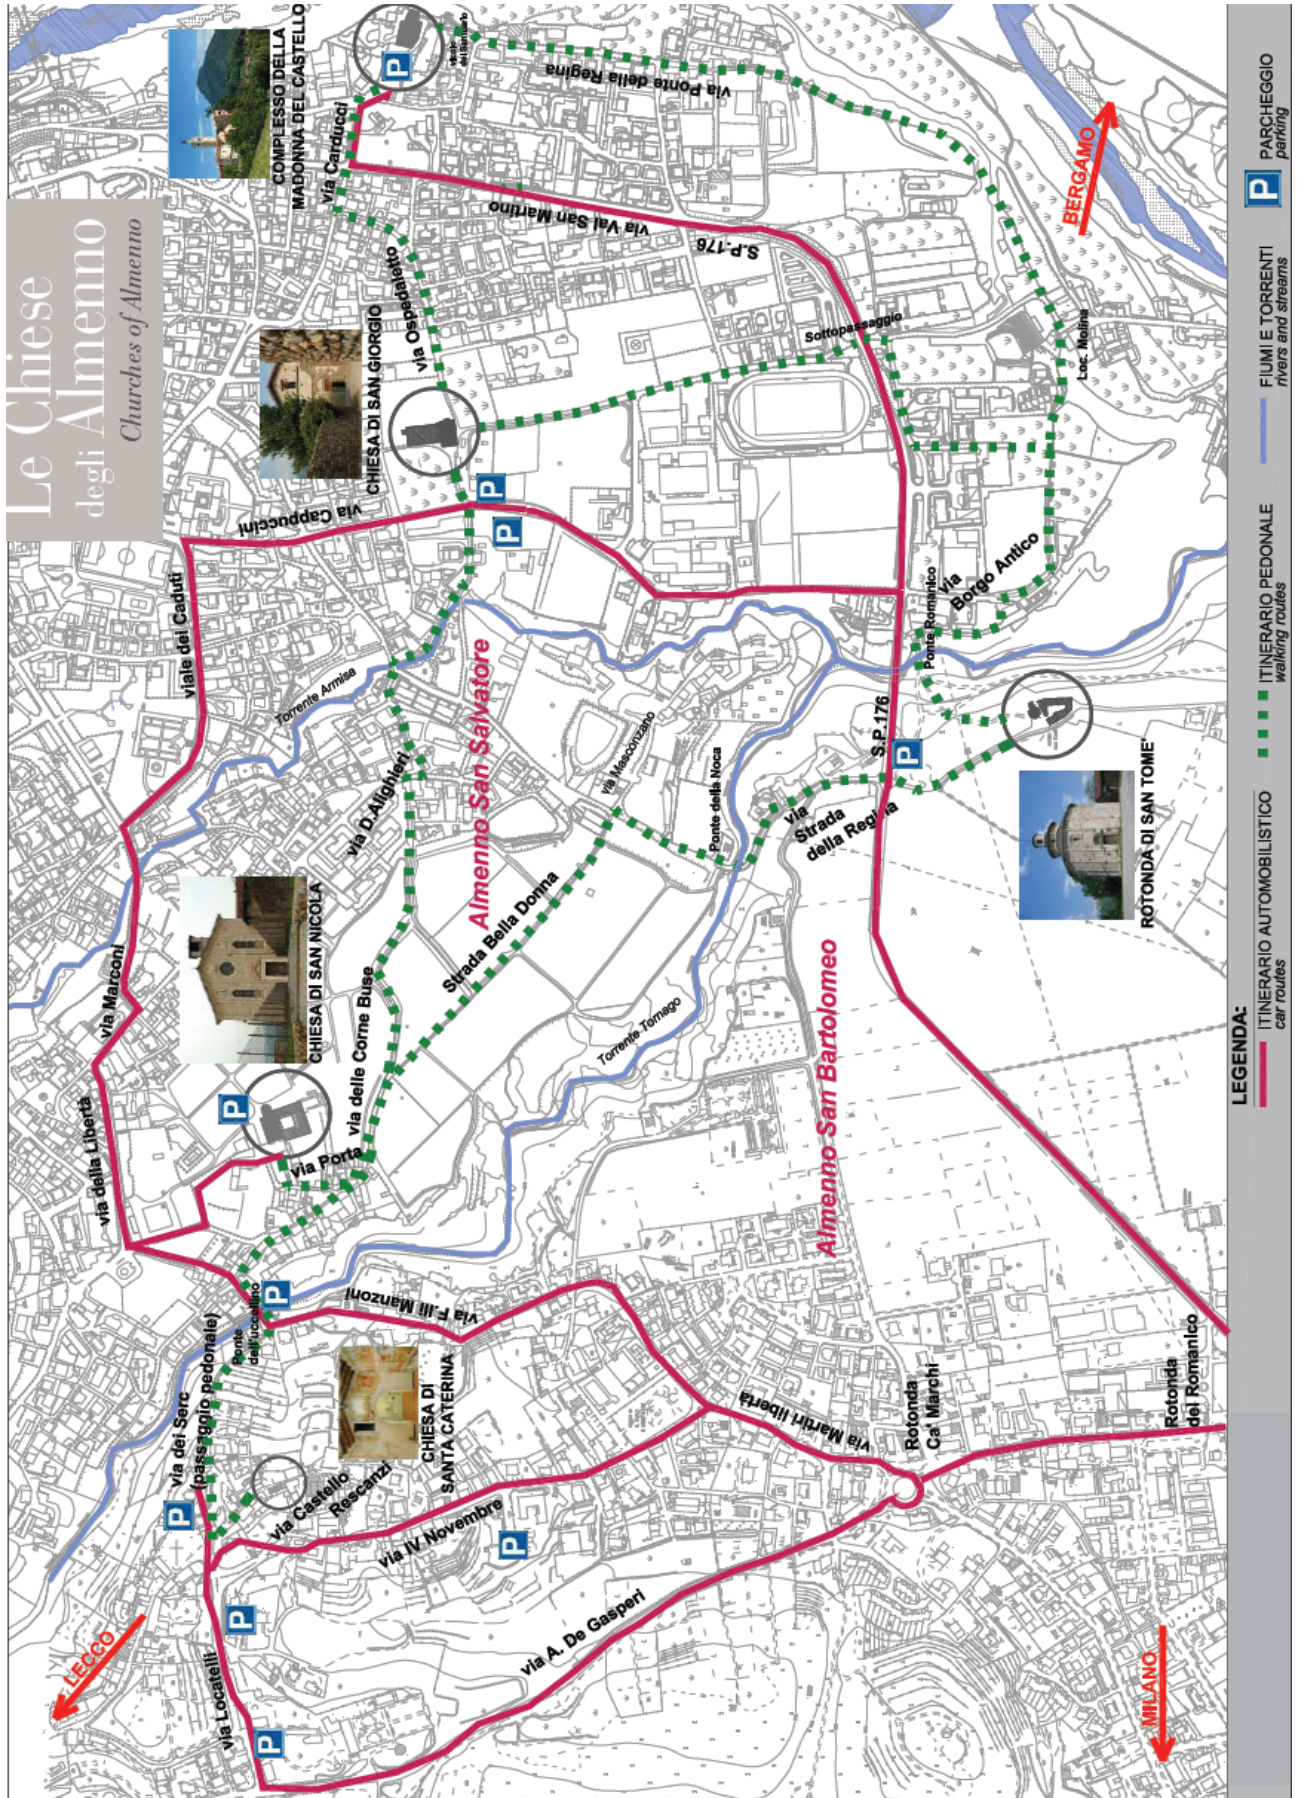 Le Chiese
degli Almenno
Churches of Almenno
COMPLESSO DELLA
MADONNA DEL CASTELLO
P
vicolo
del Santuario
via Carducci
via Ponte della Regina
via Val San Martino
S.P.176
via Ospedaletto
CHIESA DI SAN GIORGIO
Sottopassaggio
Loc. Molina
BERGAMO
via Cappuccini
P
P
viale dei Caduti
Torrente Armisa
Almenno San Salvatore
via D.Alighieri
via Masconzano
Ponte della Noca
Ponte Romanico
via
Borgo Antico
S.P.176
P
via
Strada
della Regina
ROTONDA DI SAN TOME'
CHIESA DI SAN NICOLA
P
via Marconi
via della Libertà
via delle Corne Buse
Strada Bella Donna
via Porta
Torrente Tornago
Almenno San Bartolomeo
via dei Serc
(passaggio pedonale)
Ponte
dell'uccellino
P
via F.lli Manzoni
CHIESA DI
SANTA CATERINA
P
via Castello
Rescanzi
via IV Novembre
P
via Martiri libertà
Rotonda
Ca' Marchi
Rotonda
del Romanico
LECCO
P
via Locatelli
P
via A. De Gasperi
MILANO
LEGENDA:
ITINERARIO AUTOMOBILISTICO
car routes
ITINERARIO PEDONALE
walking routes
FIUMI E TORRENTI
rivers and streams
P
PARCHEGGIO
parking